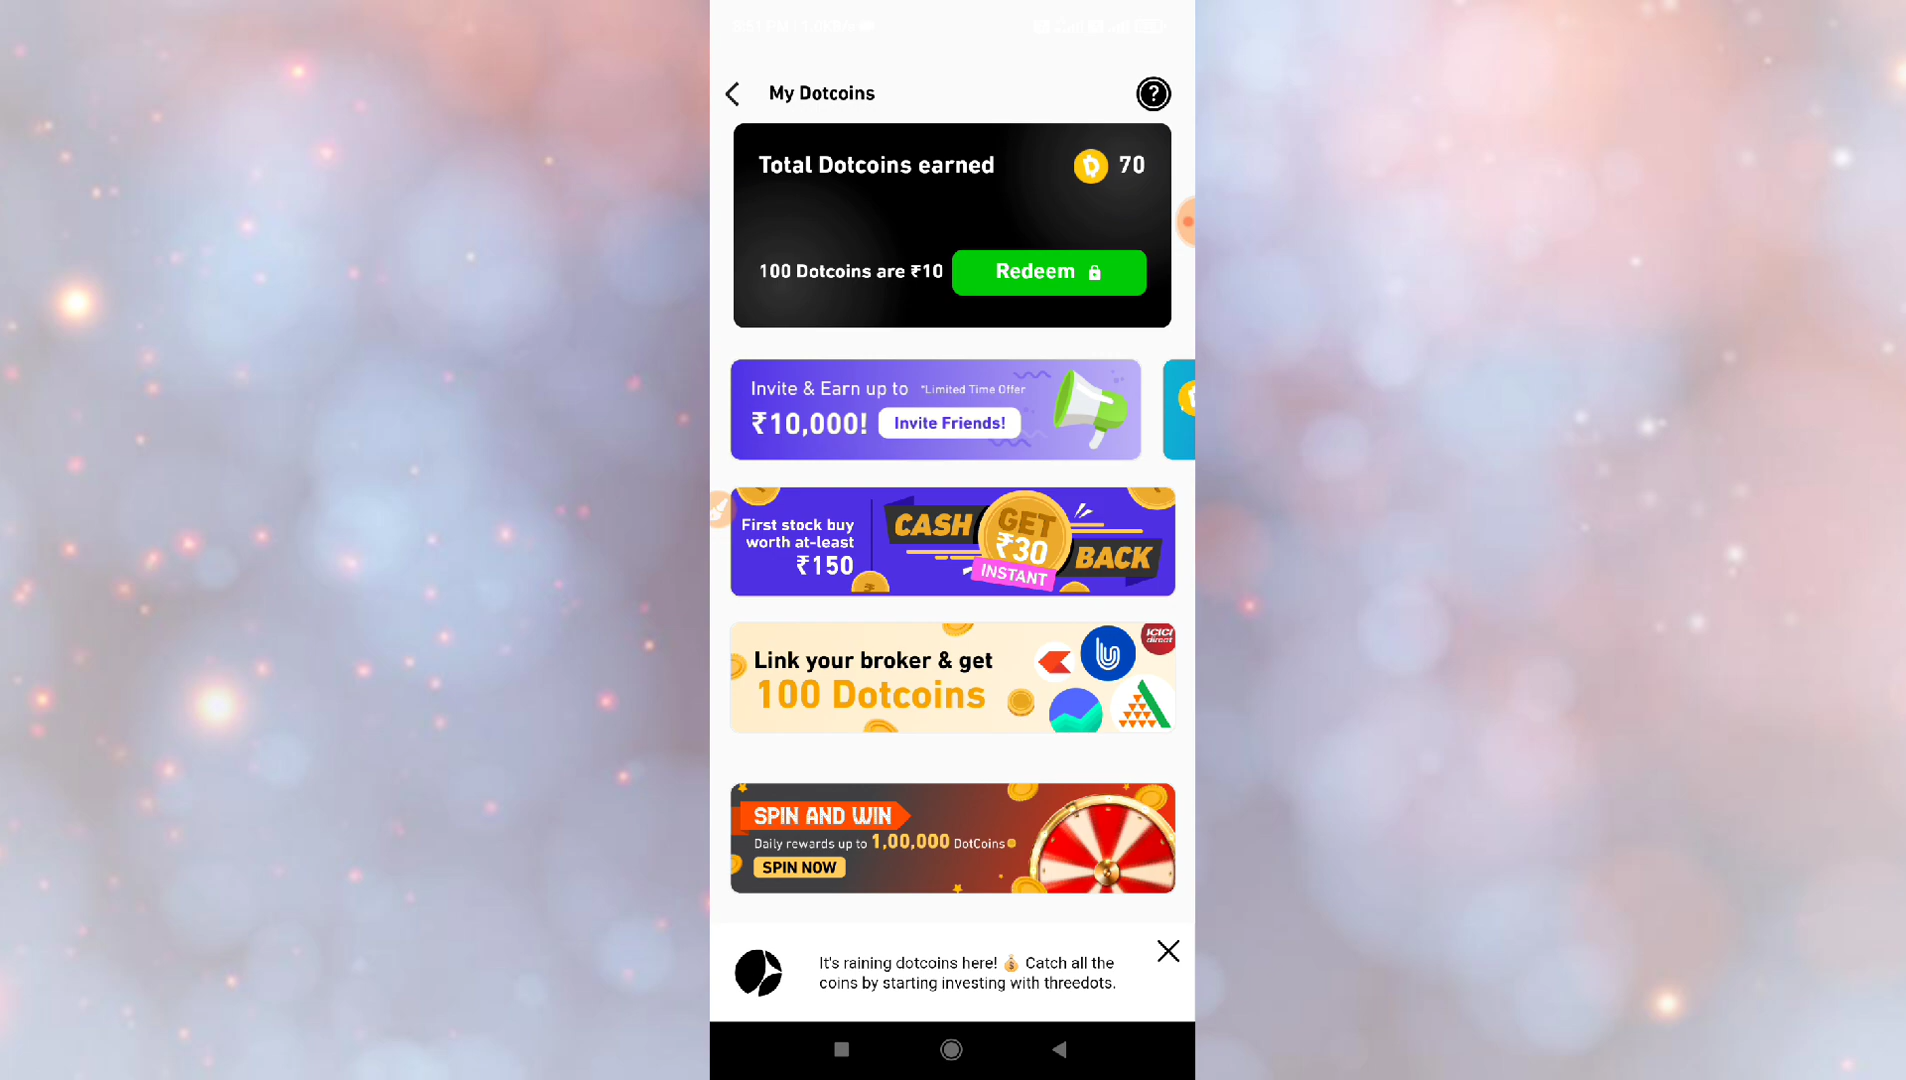 My Dotcoins
?
Total Dotcoins earned
70
100 Dotcoins are ₹10
Redeem
Invite & Earn up to
*Limited Time Offer
₹10,000!
Invite Friends!
First stock buy
worth at-least
₹150
CASH
GET
₹30
INSTANT
BACK
Link your broker & get
100 Dotcoins
ICICI
direct
SPIN AND WIN
Daily rewards up to 1,00,000 DotCoins
SPIN NOW
It's raining dotcoins here! 💰 Catch all the
coins by starting investing with threedots.